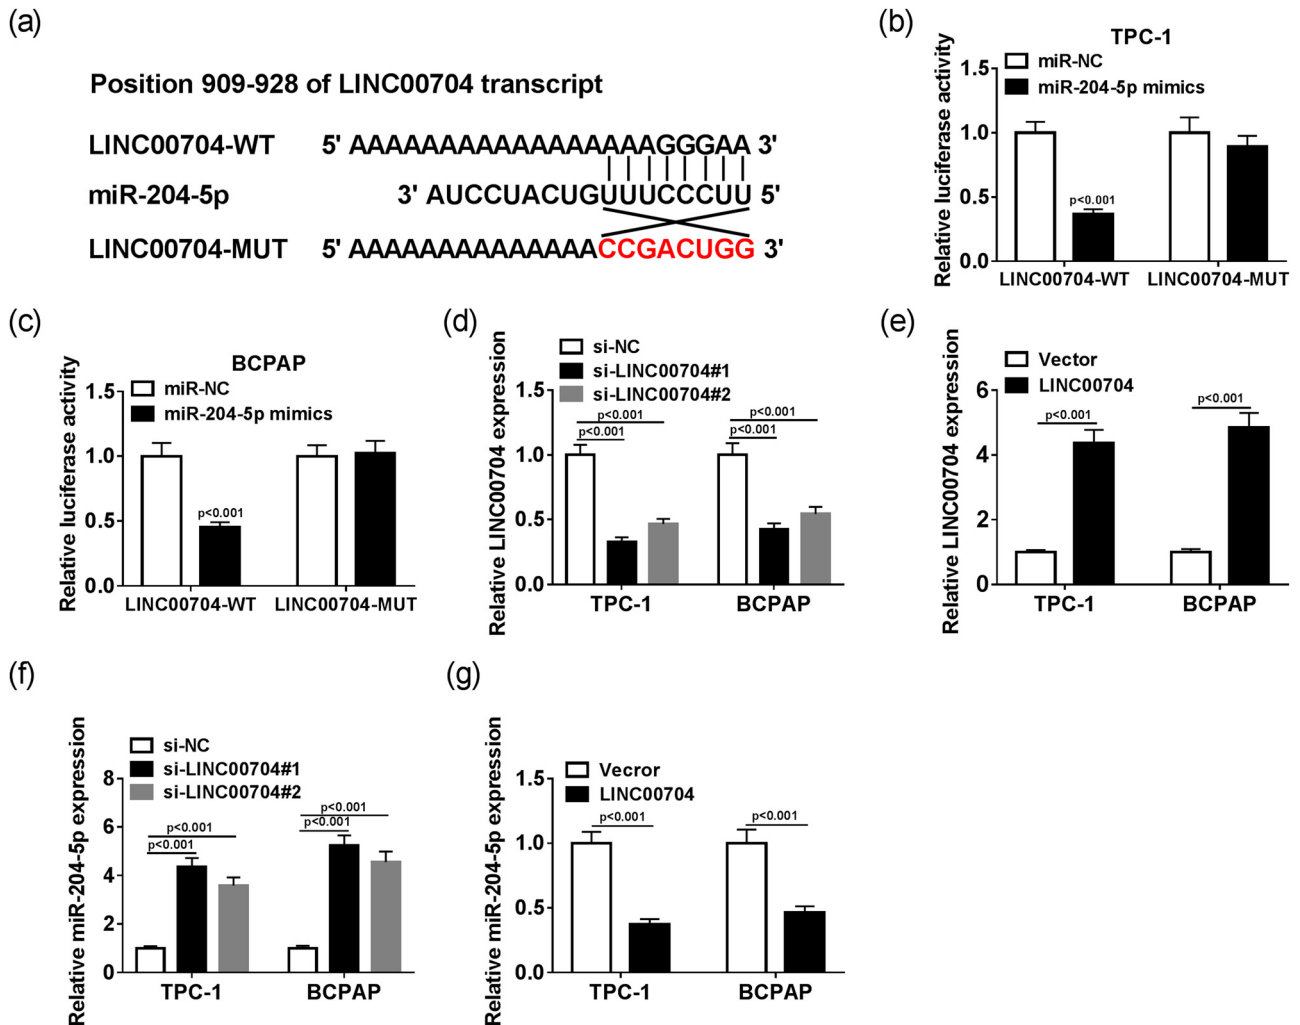 (a)
Position 909-928 of LINC00704 transcript
LINC00704-WT 5' AAAAAAAAAAAAAAAAAGGGAA 3'
miR-204-5p 3' AUCCUACUGUUUCCCUU 5'
LINC00704-MUT 5' AAAAAAAAAAAAAACCGACUGG 3'
(b)
TPC-1
miR-NC
miR-204-5p mimics
Relative luciferase activity
1.5
1.0
0.5
0.0
p<0.001
LINC00704-WT LINC00704-MUT
(c)
BCPAP
miR-NC
miR-204-5p mimics
Relative luciferase activity
1.5
1.0
0.5
0.0
p<0.001
LINC00704-WT LINC00704-MUT
(d)
si-NC
si-LINC00704#1
si-LINC00704#2
Relative LINC00704 expression
1.5
1.0
0.5
0.0
p<0.001
p<0.001
p<0.001
p<0.001
TPC-1 BCPAP
(e)
Vector
LINC00704
Relative LINC00704 expression
6
4
2
0
p<0.001
p<0.001
TPC-1 BCPAP
(f)
si-NC
si-LINC00704#1
si-LINC00704#2
Relative miR-204-5p expression
8
6
4
2
0
p<0.001
p<0.001
p<0.001
p<0.001
TPC-1 BCPAP
(g)
Vecror
LINC00704
Relative miR-204-5p expression
1.5
1.0
0.5
0.0
p<0.001
p<0.001
TPC-1 BCPAP